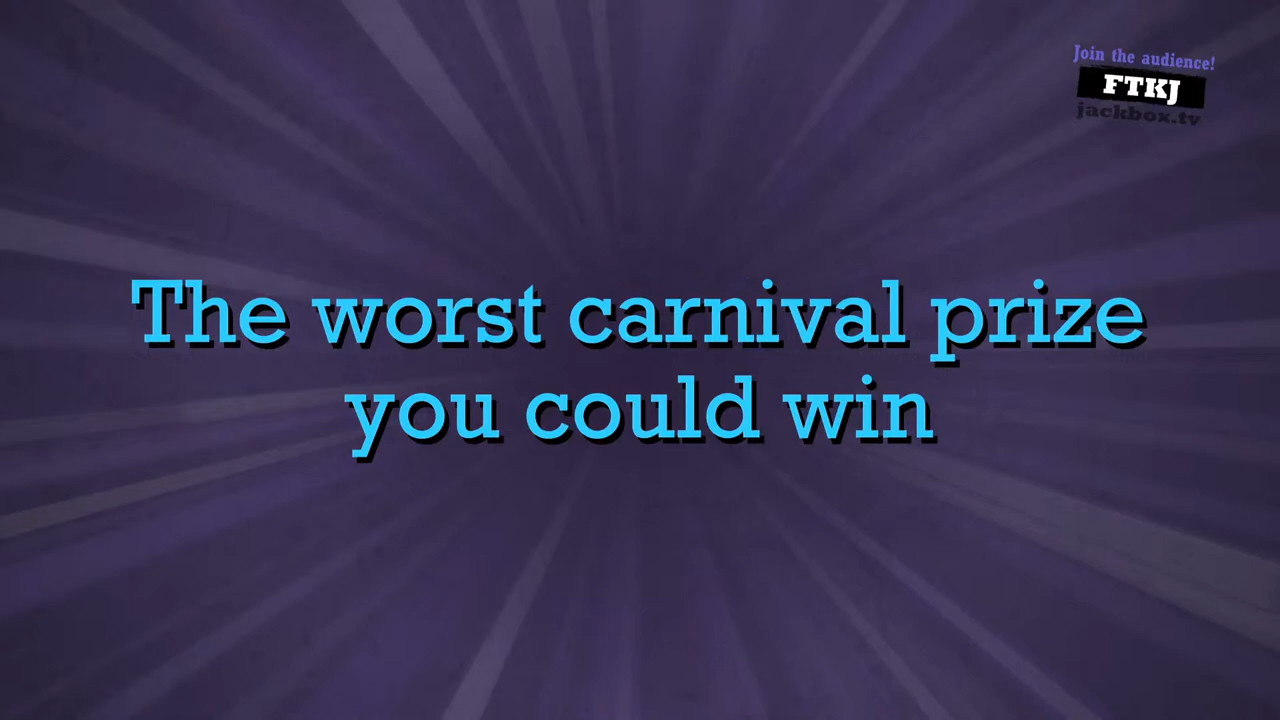 Join the audience!
FTKJ
jackbox.tv
The worst carnival prize
you could win